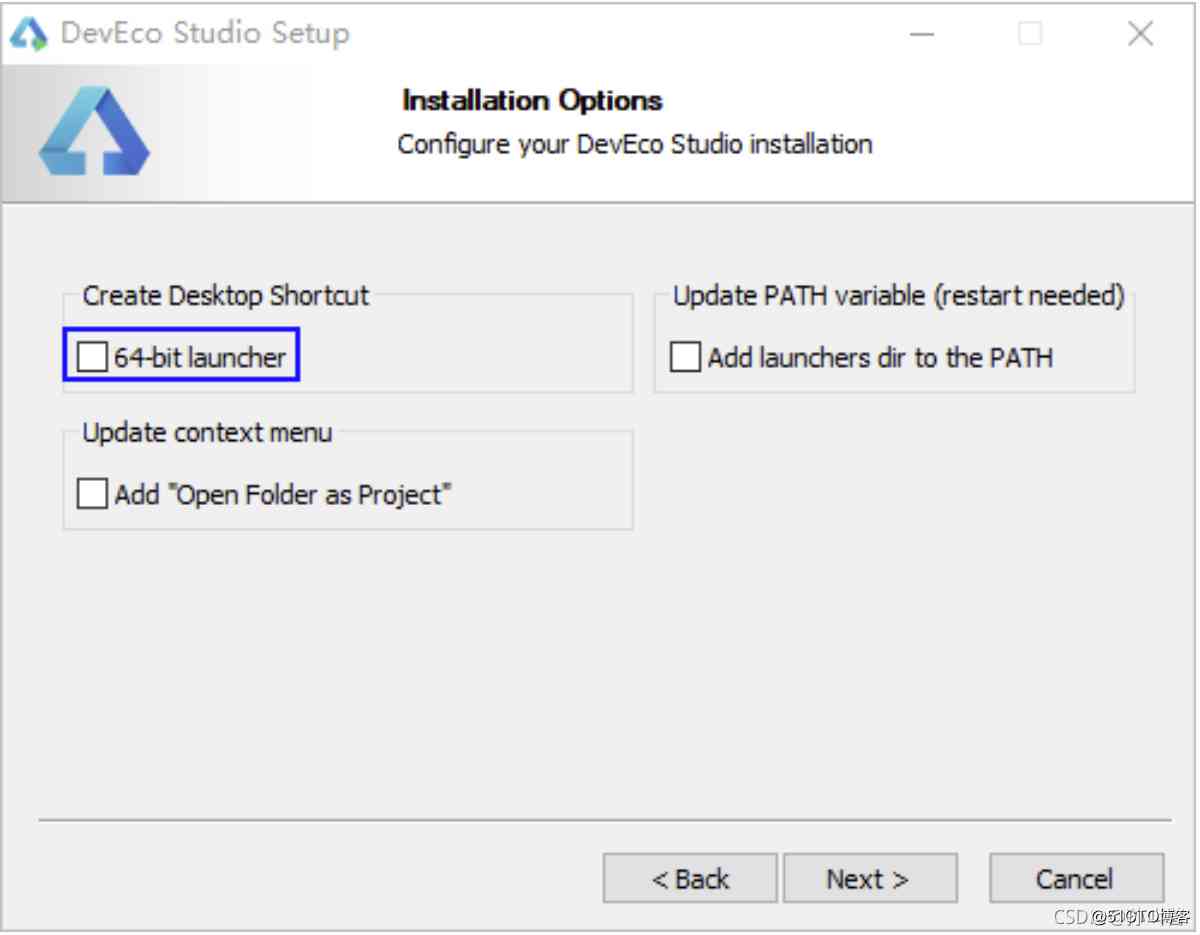 DevEco Studio Setup
Installation Options
Configure your DevEco Studio installation
Create Desktop Shortcut
64-bit launcher
Update PATH variable (restart needed)
Add launchers dir to the PATH
Update context menu
Add "Open Folder as Project"
< Back
Next >
Cancel
CSD @51CTO博客